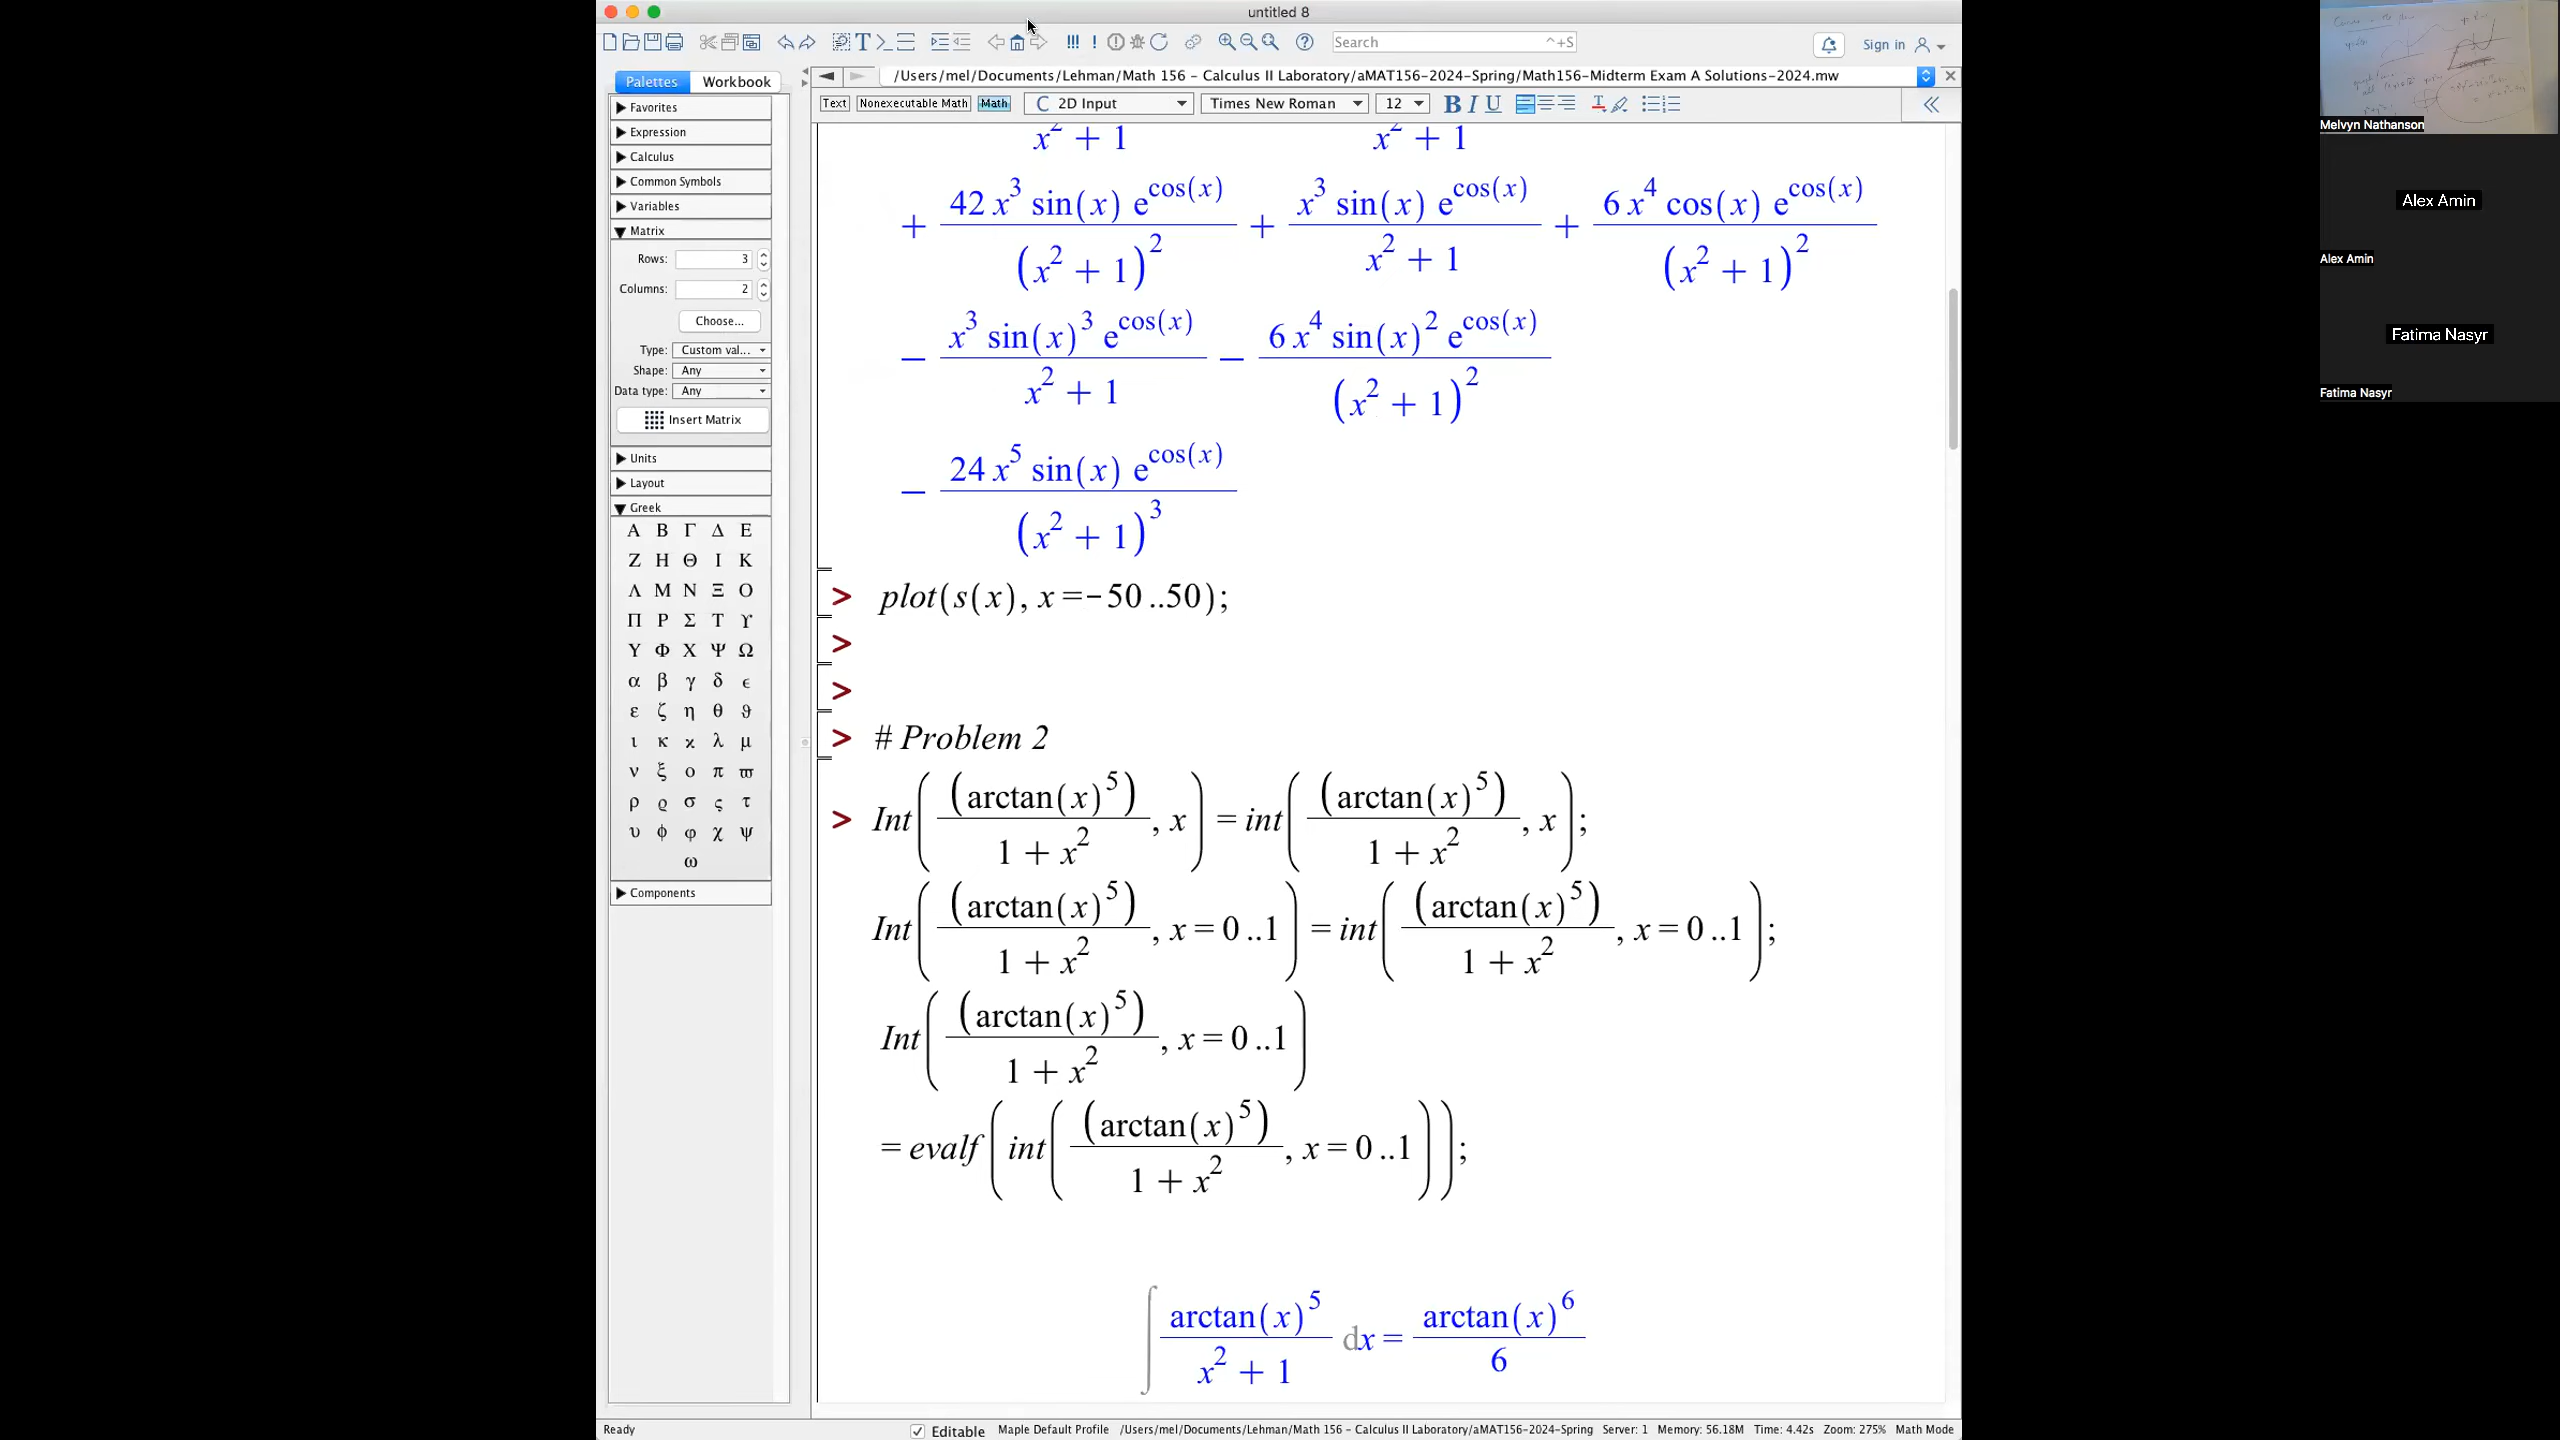 untitled 8
Search ^+S
Sign in
Palettes Workbook
/Users/mel/Documents/Lehman/Math 156 - Calculus II Laboratory/aMAT156-2024-Spring/Math156-Midterm Exam A Solutions-2024.mw
Text Nonexecutable Math Math C 2D Input Times New Roman 12 B I U
Favorites
Expression
Calculus
Common Symbols
Variables
Matrix
Rows: 3
Columns: 2
Choose...
Type: Custom val...
Shape: Any
Data type: Any
Insert Matrix
Units
Layout
Greek
Α Β Γ Δ Ε
Ζ Η Θ Ι Κ
Λ Μ Ν Ξ Ο
Π Ρ Σ Τ ϒ
Υ Φ Χ Ψ Ω
α β γ δ ϵ
ε ζ η θ ϑ
ι κ ϰ λ μ
ν ξ ο π ϖ
ρ ϱ σ ς τ
υ ϕ φ χ ψ
ω
Components
x^2 + 1 x^2 + 1
+ 42 x^3 sin(x) e^cos(x) / (x^2 + 1)^2 + x^3 sin(x) e^cos(x) / x^2 + 1 + 6 x^4 cos(x) e^cos(x) / (x^2 + 1)^2
− x^3 sin(x)^3 e^cos(x) / x^2 + 1 − 6 x^4 sin(x)^2 e^cos(x) / (x^2 + 1)^2
− 24 x^5 sin(x) e^cos(x) / (x^2 + 1)^3
> plot(s(x), x =−50 ..50);
>
>
> # Problem 2
> Int( (arctan(x)^5) / 1 + x^2 , x ) = int( (arctan(x)^5) / 1 + x^2 , x );
Int( (arctan(x)^5) / 1 + x^2 , x = 0 ..1 ) = int( (arctan(x)^5) / 1 + x^2 , x = 0 ..1 );
Int( (arctan(x)^5) / 1 + x^2 , x = 0 ..1 )
= evalf( int( (arctan(x)^5) / 1 + x^2 , x = 0 ..1 ) );
∫ arctan(x)^5 / x^2 + 1 dx = arctan(x)^6 / 6
Ready
Editable Maple Default Profile /Users/mel/Documents/Lehman/Math 156 - Calculus II Laboratory/aMAT156-2024-Spring Server: 1 Memory: 56.18M Time: 4.42s Zoom: 275% Math Mode
Melvyn Nathanson
Alex Amin
Alex Amin
Fatima Nasyr
Fatima Nasyr